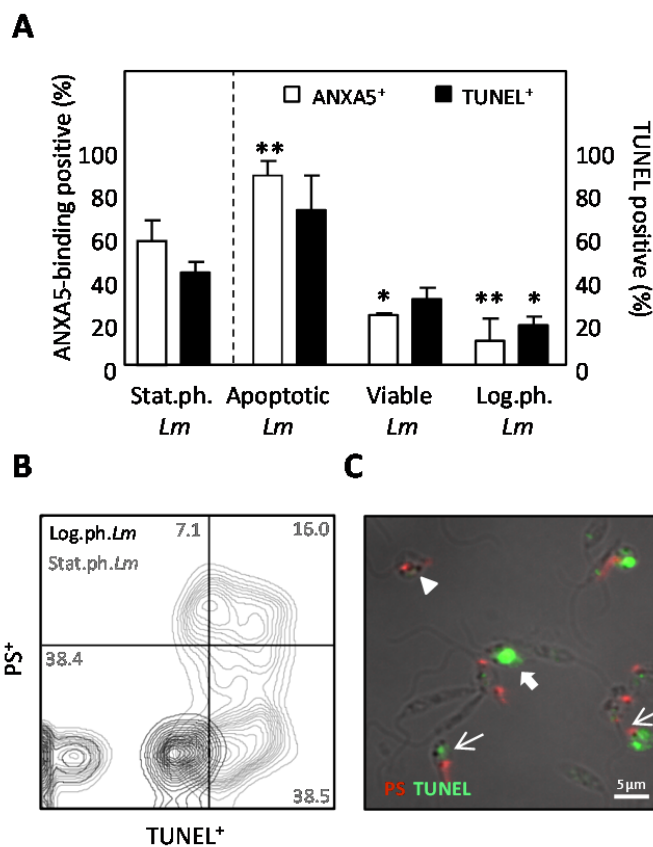 A
ANXA5⁺
TUNEL⁺
ANXA5-binding positive (%)
TUNEL positive (%)
100
80
60
40
20
0
100
80
60
40
20
0
**
*
**
*
Stat.ph.
Lm
Apoptotic
Lm
Viable
Lm
Log.ph.
Lm
B
Log.ph.Lm
Stat.ph.Lm
7.1
16.0
38.4
38.5
PS⁺
TUNEL⁺
C
PS TUNEL
5µm